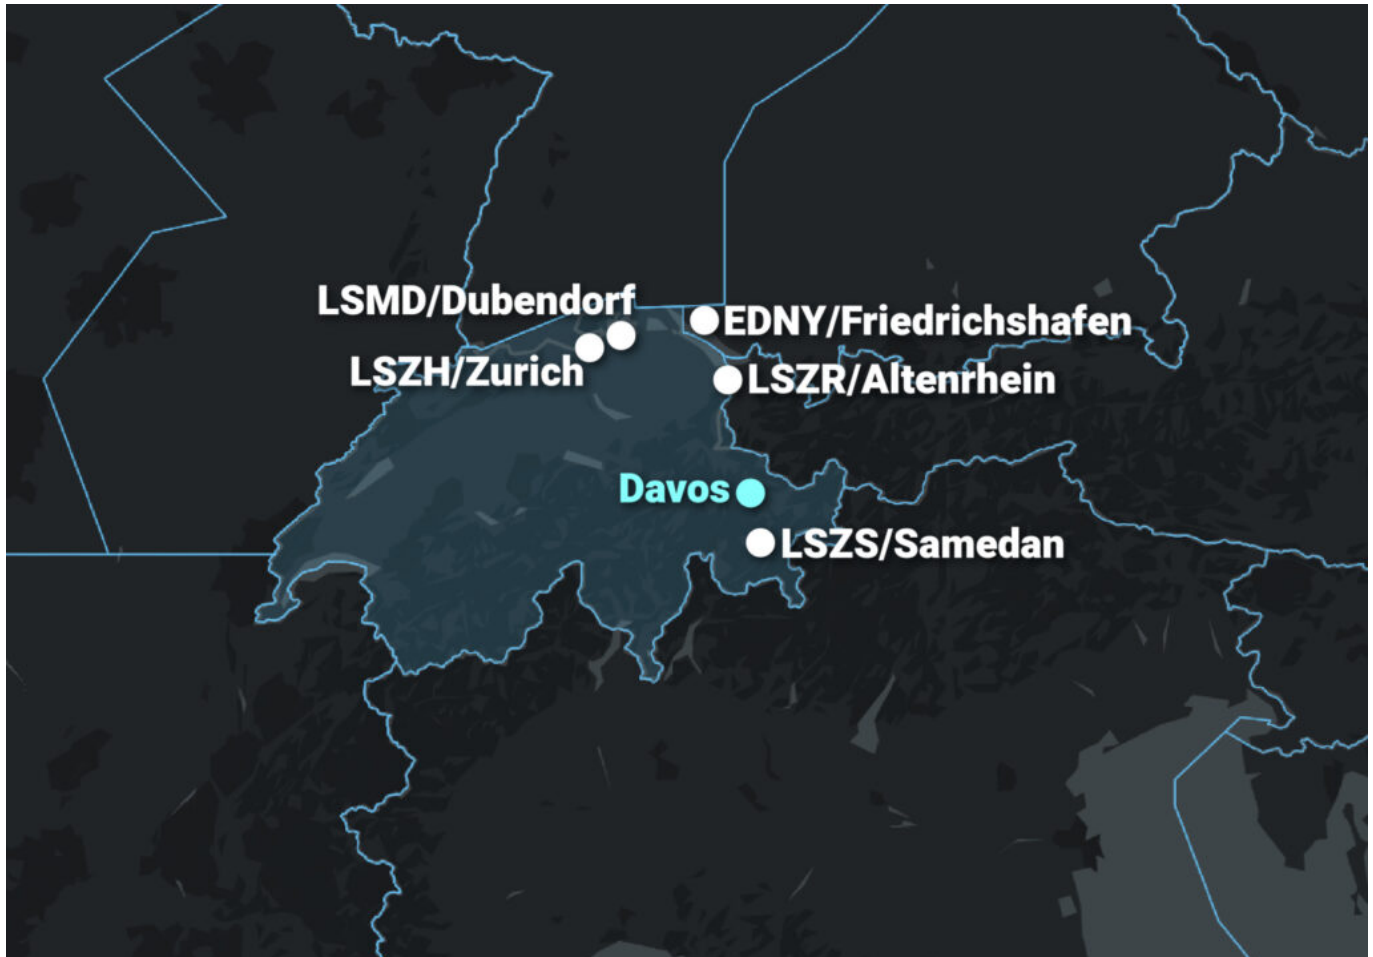 LSMD/Dubendorf
EDNY/Friedrichshafen
LSZH/Zurich
LSZR/Altenrhein
Davos
LSZS/Samedan